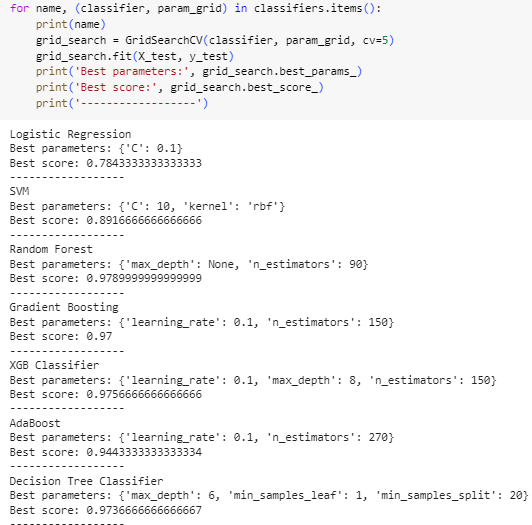 for name, (classifier, param_grid) in classifiers.items():
    print(name)
    grid_search = GridSearchCV(classifier, param_grid, cv=5)
    grid_search.fit(X_test, y_test)
    print('Best parameters:', grid_search.best_params_)
    print('Best score:', grid_search.best_score_)
    print('------------------')
Logistic Regression
Best parameters: {'C': 0.1}
Best score: 0.7843333333333333
------------------
SVM
Best parameters: {'C': 10, 'kernel': 'rbf'}
Best score: 0.8916666666666666
------------------
Random Forest
Best parameters: {'max_depth': None, 'n_estimators': 90}
Best score: 0.9789999999999999
------------------
Gradient Boosting
Best parameters: {'learning_rate': 0.1, 'n_estimators': 150}
Best score: 0.97
------------------
XGB Classifier
Best parameters: {'learning_rate': 0.1, 'max_depth': 8, 'n_estimators': 150}
Best score: 0.9756666666666666
------------------
AdaBoost
Best parameters: {'learning_rate': 0.1, 'n_estimators': 270}
Best score: 0.9443333333333334
------------------
Decision Tree Classifier
Best parameters: {'max_depth': 6, 'min_samples_leaf': 1, 'min_samples_split': 20}
Best score: 0.9736666666666667
------------------